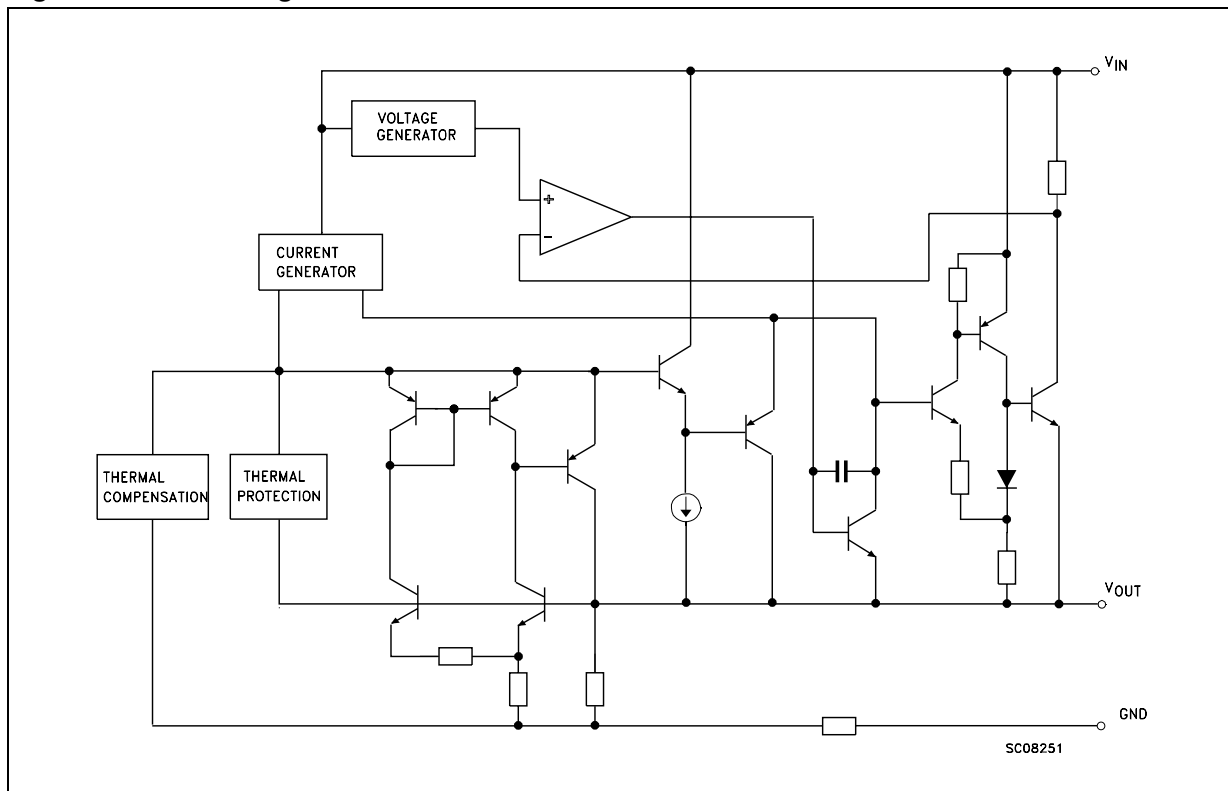 VIN
VOLTAGE
GENERATOR
+
-
CURRENT
GENERATOR
THERMAL
COMPENSATION
THERMAL
PROTECTION
VOUT
GND
SC08251